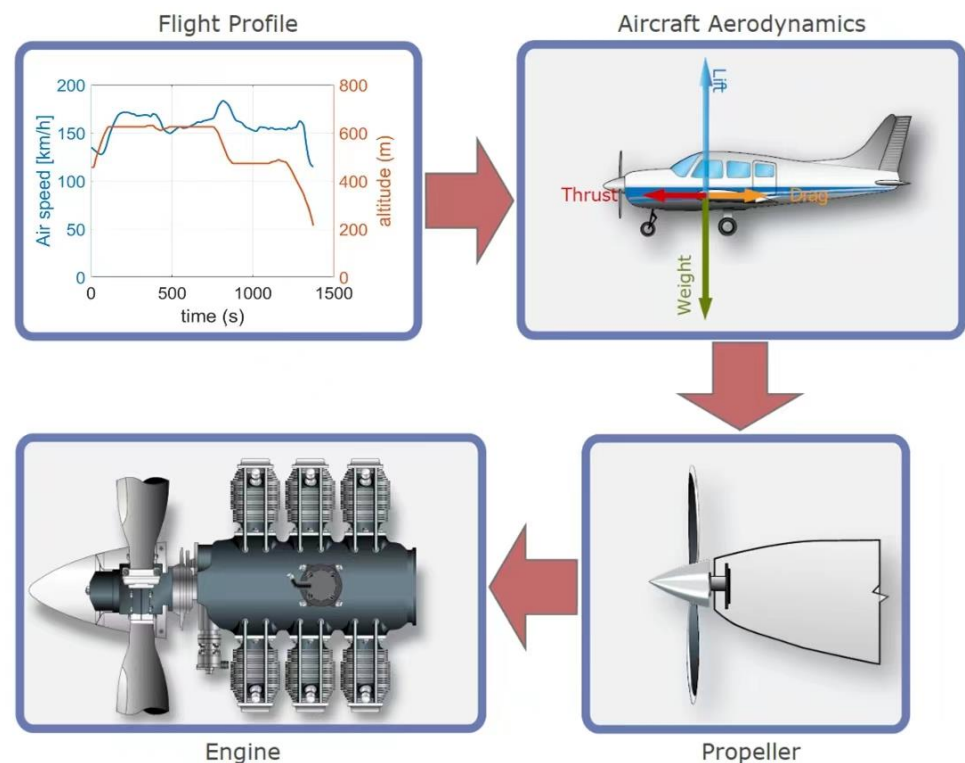 Flight Profile
Aircraft Aerodynamics
200
150
100
50
0
Air speed [km/h]
800
600
400
200
0
altitude (m)
0
500
1000
1500
time (s)
Lift
Thrust
Drag
Weight
Engine
Propeller